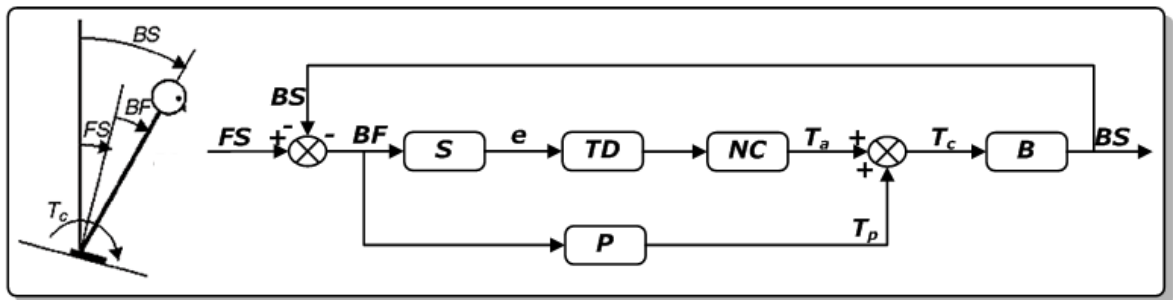 BS
BF
FS
Tc
BS
FS + - - BF S e TD NC Ta + + Tc B BS
P Tp